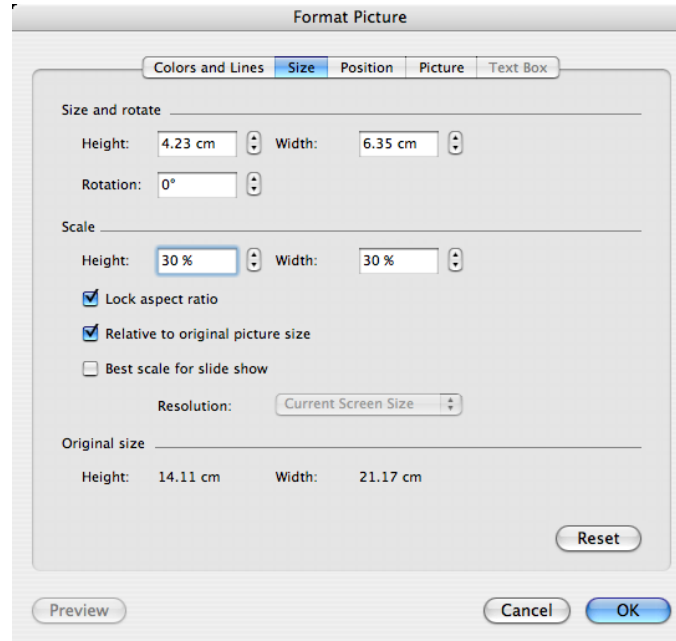 Format Picture
Colors and Lines Size Position Picture Text Box
Size and rotate
Height: 4.23 cm Width: 6.35 cm
Rotation: 0°
Scale
Height: 30 % Width: 30 %
Lock aspect ratio
Relative to original picture size
Best scale for slide show
Resolution: Current Screen Size
Original size
Height: 14.11 cm Width: 21.17 cm
Reset
Preview Cancel OK